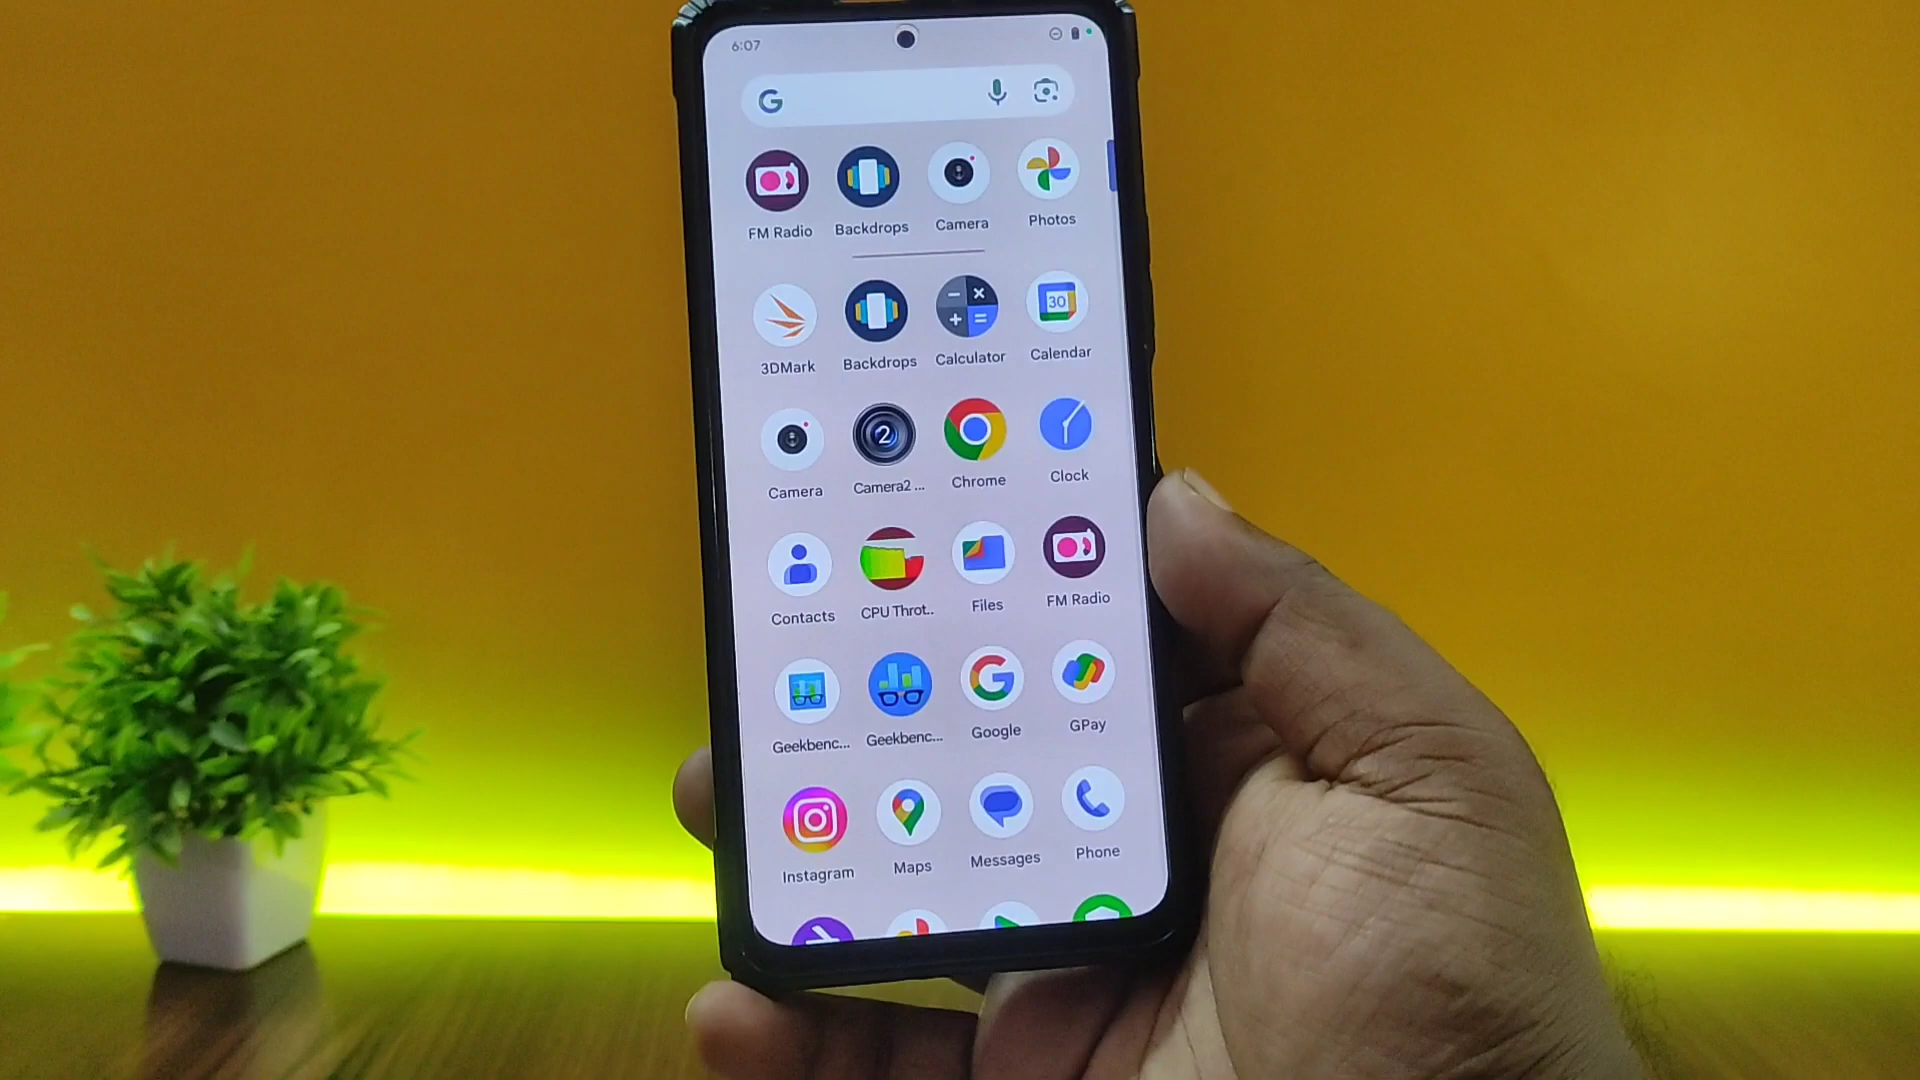 6:07
G
FM Radio Backdrops Camera Photos
30
3DMark Backdrops Calculator Calendar
2
Camera Camera2 ... Chrome Clock
Contacts CPU Throt.. Files FM Radio
G
Geekbenc... Geekbenc... Google GPay
Instagram Maps Messages Phone